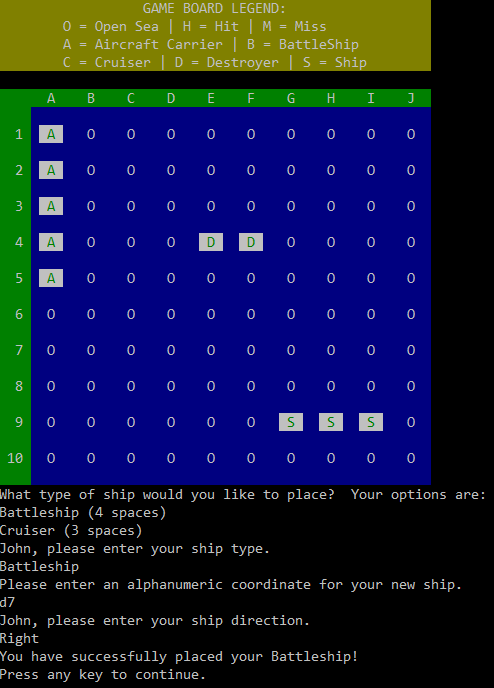 GAME BOARD LEGEND:
O = Open Sea | H = Hit | M = Miss
A = Aircraft Carrier | B = BattleShip
C = Cruiser | D = Destroyer | S = Ship
A B C D E F G H I J
1 A O O O O O O O O O
2 A O O O O O O O O O
3 A O O O O O O O O O
4 A O O O D D O O O O
5 A O O O O O O O O O
6 O O O O O O O O O O
7 O O O O O O O O O O
8 O O O O O O O O O O
9 O O O O O O S S S O
10 O O O O O O O O O O
What type of ship would you like to place?  Your options are:
Battleship (4 spaces)
Cruiser (3 spaces)
John, please enter your ship type.
Battleship
Please enter an alphanumeric coordinate for your new ship.
d7
John, please enter your ship direction.
Right
You have successfully placed your Battleship!
Press any key to continue.